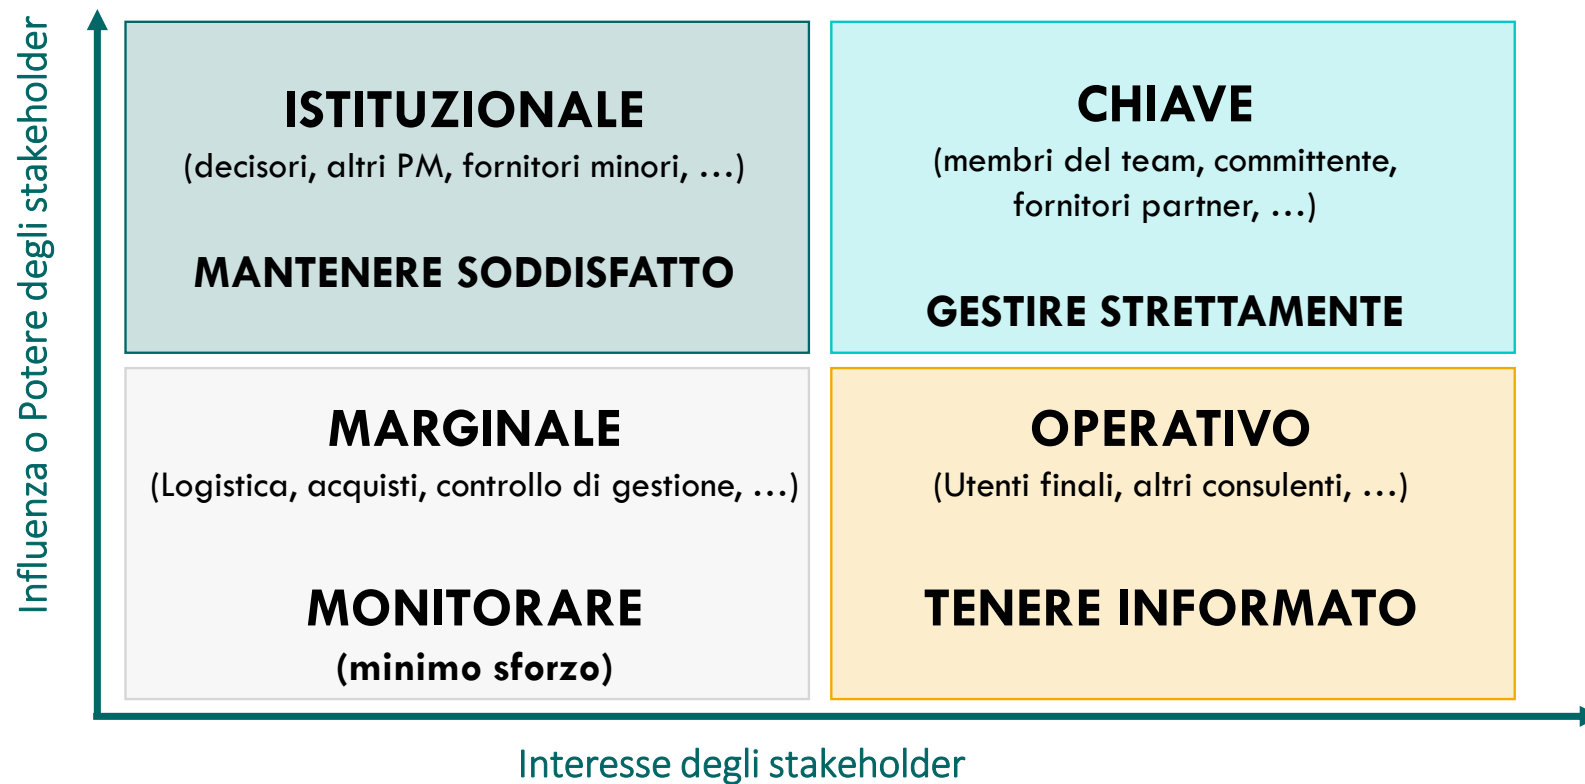 Influenza o Potere degli stakeholder
ISTITUZIONALE
(decisori, altri PM, fornitori minori, …)
MANTENERE SODDISFATTO
CHIAVE
(membri del team, committente,
fornitori partner, …)
GESTIRE STRETTAMENTE
MARGINALE
(Logistica, acquisti, controllo di gestione, …)
MONITORARE
(minimo sforzo)
OPERATIVO
(Utenti finali, altri consulenti, …)
TENERE INFORMATO
Interesse degli stakeholder